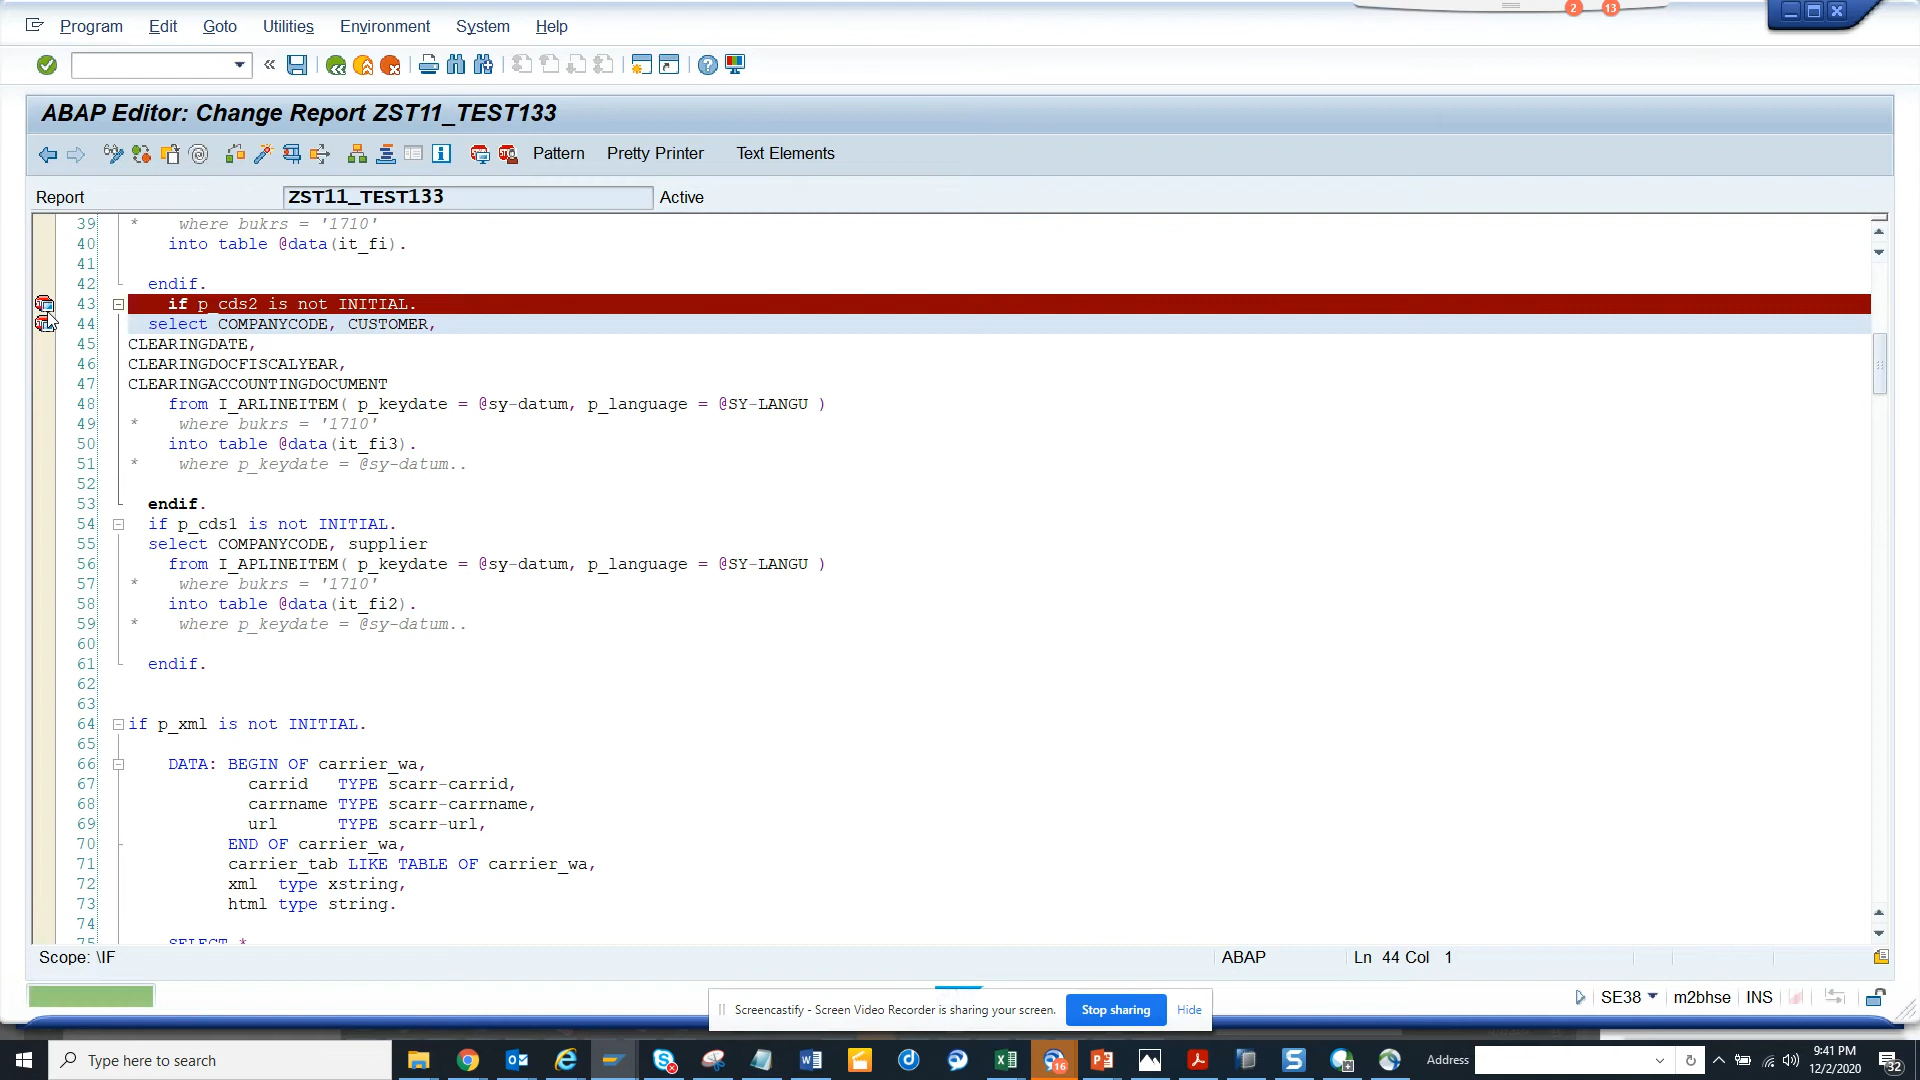 2 13
Program Edit Goto Utilities Environment System Help
ABAP Editor: Change Report ZST11_TEST133
Pattern Pretty Printer Text Elements
Report ZST11_TEST133 Active
39 * where bukrs = '1710'
40 into table @data(it_fi).
41
42 endif.
43 if p_cds2 is not INITIAL.
44 select COMPANYCODE, CUSTOMER,
45 CLEARINGDATE,
46 CLEARINGDOCFISCALYEAR,
47 CLEARINGACCOUNTINGDOCUMENT
48 from I_ARLINEITEM( p_keydate = @sy-datum, p_language = @SY-LANGU )
49 * where bukrs = '1710'
50 into table @data(it_fi3).
51 * where p_keydate = @sy-datum..
52
53 endif.
54 if p_cds1 is not INITIAL.
55 select COMPANYCODE, supplier
56 from I_APLINEITEM( p_keydate = @sy-datum, p_language = @SY-LANGU )
57 * where bukrs = '1710'
58 into table @data(it_fi2).
59 * where p_keydate = @sy-datum..
60
61 endif.
62
63
64 if p_xml is not INITIAL.
65
66 DATA: BEGIN OF carrier_wa,
67 carrid TYPE scarr-carrid,
68 carrname TYPE scarr-carrname,
69 url TYPE scarr-url,
70 END OF carrier_wa,
71 carrier_tab LIKE TABLE OF carrier_wa,
72 xml type xstring,
73 html type string.
74
75 SELECT *
Scope: \IF ABAP Ln 44 Col 1
SE38 m2bhse INS
Screencastify - Screen Video Recorder is sharing your screen. Stop sharing Hide
Type here to search 16 Address 9:41 PM
12/2/2020 32